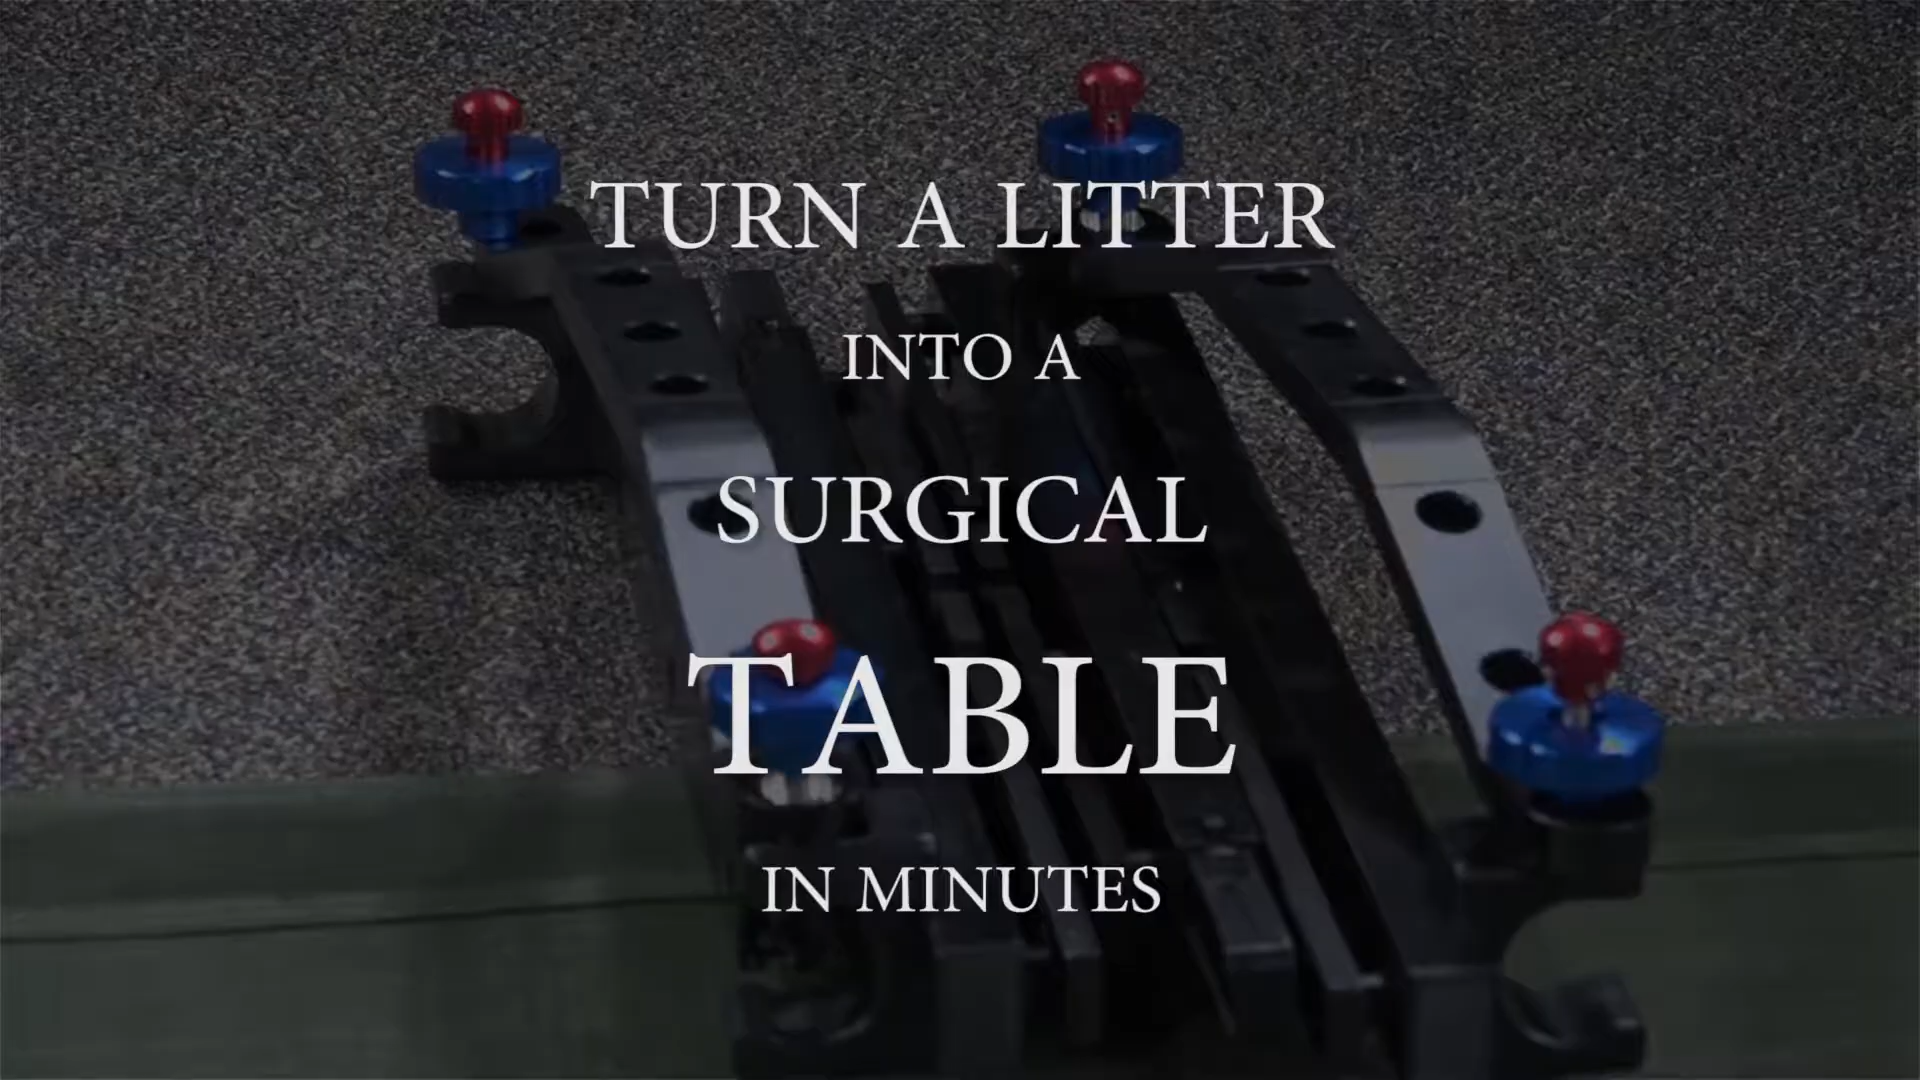 TURN A LITTER
INTO A
SURGICAL
TABLE
IN MINUTES